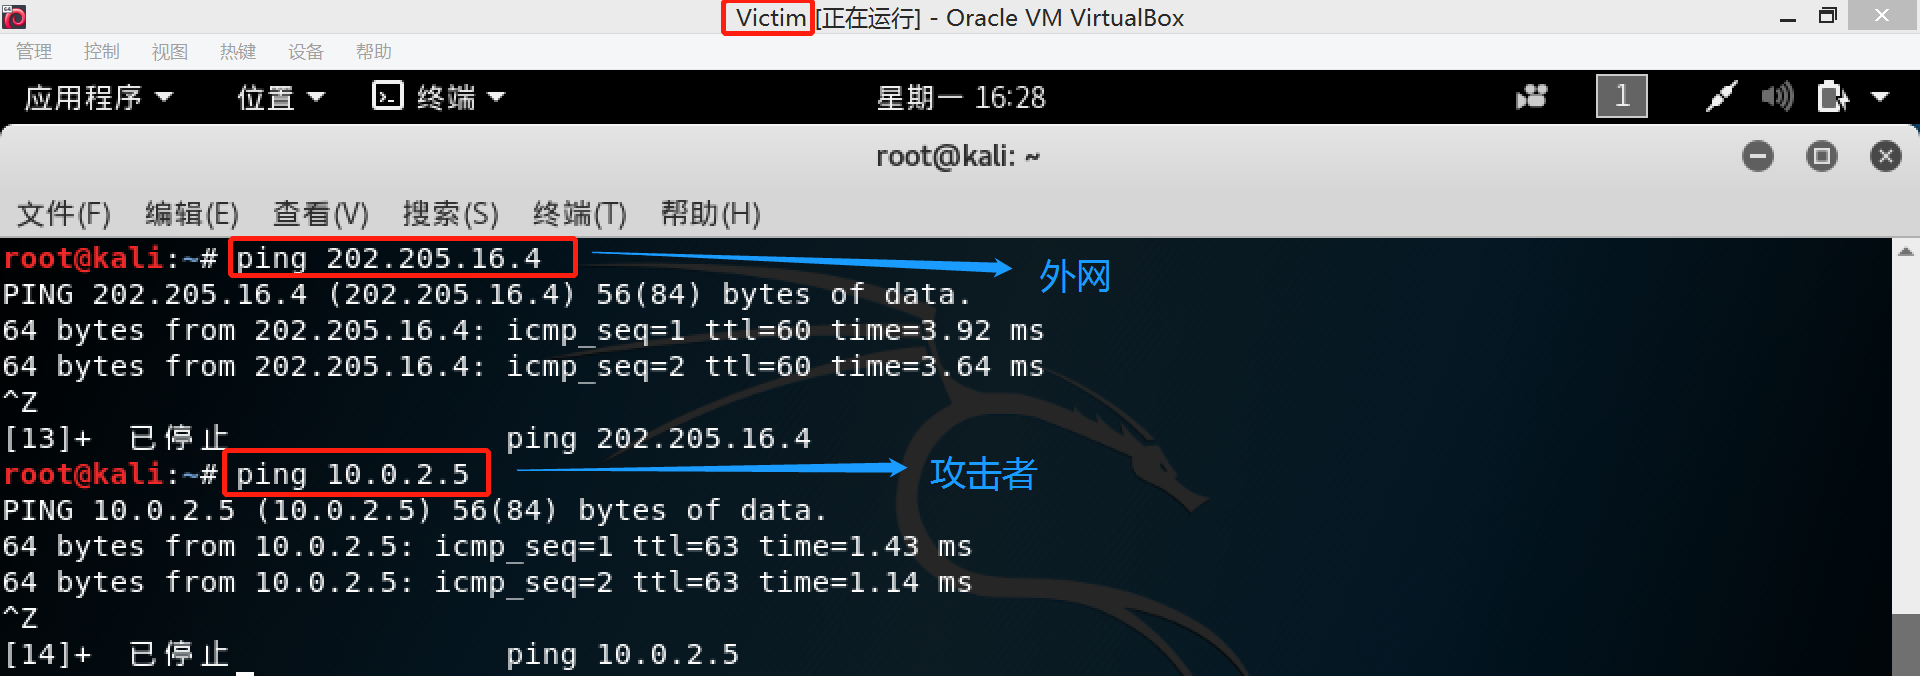 Victim [正在运行] - Oracle VM VirtualBox
管理 控制 视图 热键 设备 帮助
应用程序 位置 终端 星期一 16:28 1
root@kali: ~
文件(F) 编辑(E) 查看(V) 搜索(S) 终端(T) 帮助(H)
root@kali:~# ping 202.205.16.4 外网
PING 202.205.16.4 (202.205.16.4) 56(84) bytes of data.
64 bytes from 202.205.16.4: icmp_seq=1 ttl=60 time=3.92 ms
64 bytes from 202.205.16.4: icmp_seq=2 ttl=60 time=3.64 ms
^Z
[13]+ 已停止 ping 202.205.16.4
root@kali:~# ping 10.0.2.5 攻击者
PING 10.0.2.5 (10.0.2.5) 56(84) bytes of data.
64 bytes from 10.0.2.5: icmp_seq=1 ttl=63 time=1.43 ms
64 bytes from 10.0.2.5: icmp_seq=2 ttl=63 time=1.14 ms
^Z
[14]+ 已停止 ping 10.0.2.5